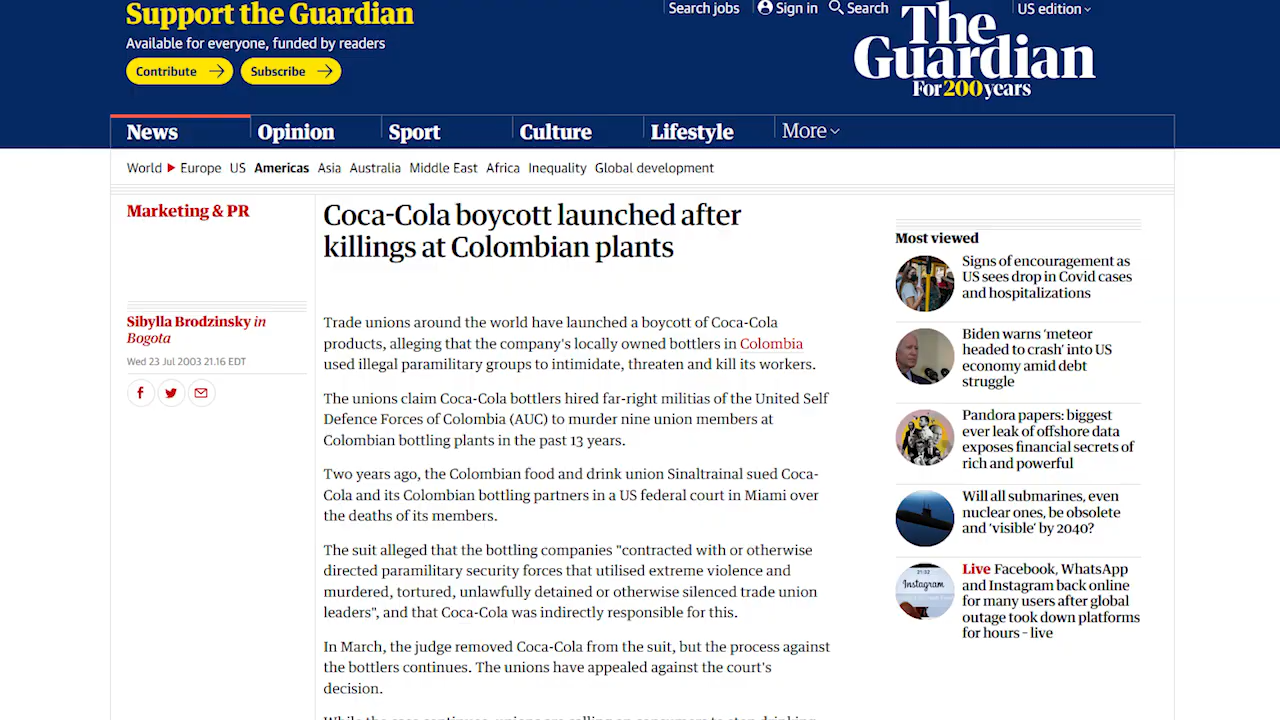 Support the Guardian
Available for everyone, funded by readers
Contribute →
Subscribe →
Search jobs
Sign in
Search
US edition
The
Guardian
For 200 years
News
Opinion
Sport
Culture
Lifestyle
More
World
Europe
US
Americas
Asia
Australia
Middle East
Africa
Inequality
Global development
Marketing & PR
Sibylla Brodzinsky in
Bogota
Wed 23 Jul 2003 21.16 EDT
Coca-Cola boycott launched after
killings at Colombian plants
Trade unions around the world have launched a boycott of Coca-Cola
products, alleging that the company's locally owned bottlers in Colombia
used illegal paramilitary groups to intimidate, threaten and kill its workers.
The unions claim Coca-Cola bottlers hired far-right militias of the United Self
Defence Forces of Colombia (AUC) to murder nine union members at
Colombian bottling plants in the past 13 years.
Two years ago, the Colombian food and drink union Sinaltrainal sued Coca-
Cola and its Colombian bottling partners in a US federal court in Miami over
the deaths of its members.
The suit alleged that the bottling companies "contracted with or otherwise
directed paramilitary security forces that utilised extreme violence and
murdered, tortured, unlawfully detained or otherwise silenced trade union
leaders", and that Coca-Cola was indirectly responsible for this.
In March, the judge removed Coca-Cola from the suit, but the process against
the bottlers continues. The unions have appealed against the court's
decision.
Most viewed
Signs of encouragement as
US sees drop in Covid cases
and hospitalizations
Biden warns ‘meteor
headed to crash’ into US
economy amid debt
struggle
Pandora papers: biggest
ever leak of offshore data
exposes financial secrets of
rich and powerful
Will all submarines, even
nuclear ones, be obsolete
and ‘visible’ by 2040?
Instagram
Live Facebook, WhatsApp
and Instagram back online
for many users after global
outage took down platforms
for hours – live